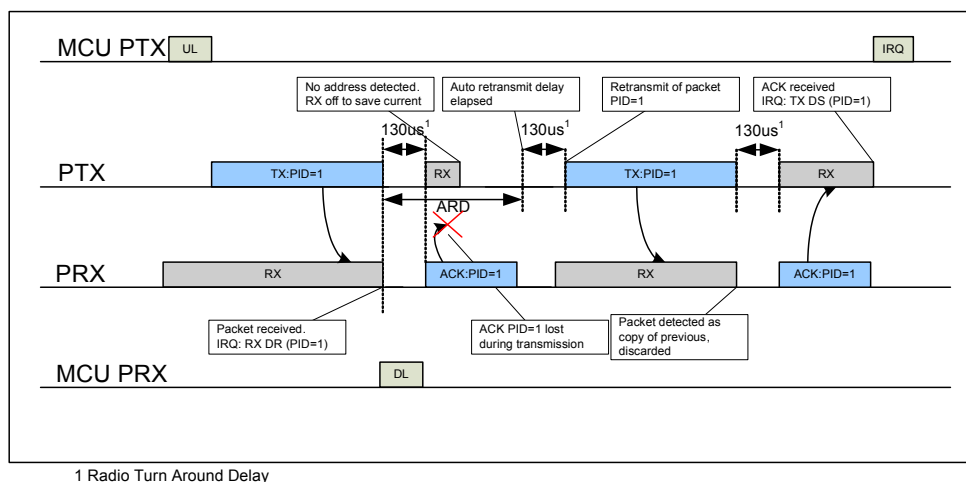 MCU PTX
UL
IRQ
No address detected.
RX off to save current
Auto retransmit delay
elapsed
Retransmit of packet
PID=1
ACK received
IRQ: TX DS (PID=1)
130us1
130us1
130us1
PTX
TX:PID=1
RX
TX:PID=1
RX
ARD
PRX
RX
ACK:PID=1
RX
ACK:PID=1
Packet received.
IRQ: RX DR (PID=1)
ACK PID=1 lost
during transmission
Packet detected as
copy of previous,
discarded
MCU PRX
DL
1 Radio Turn Around Delay